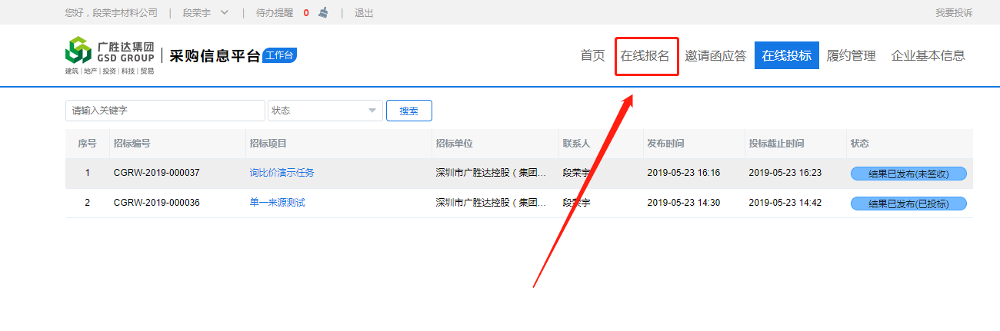 您好，段荣宇材料公司 | 段荣宇 | 待办提醒 0 | 退出 我要投诉
广胜达集团
GSD GROUP
建筑|地产|投资|科技|贸易
采购信息平台 工作台
首页 在线报名 邀请函应答 在线投标 履约管理 企业基本信息
请输入关键字 状态 搜索
序号 招标编号 招标项目 招标单位 联系人 发布时间 投标截止时间 状态
1 CGRW-2019-000037 询比价演示任务 深圳市广胜达控股（集团... 段荣宇 2019-05-23 16:16 2019-05-23 16:23 结果已发布(未签收)
2 CGRW-2019-000036 单一来源测试 深圳市广胜达控股（集团... 段荣宇 2019-05-23 14:30 2019-05-23 14:42 结果已发布(已投标)